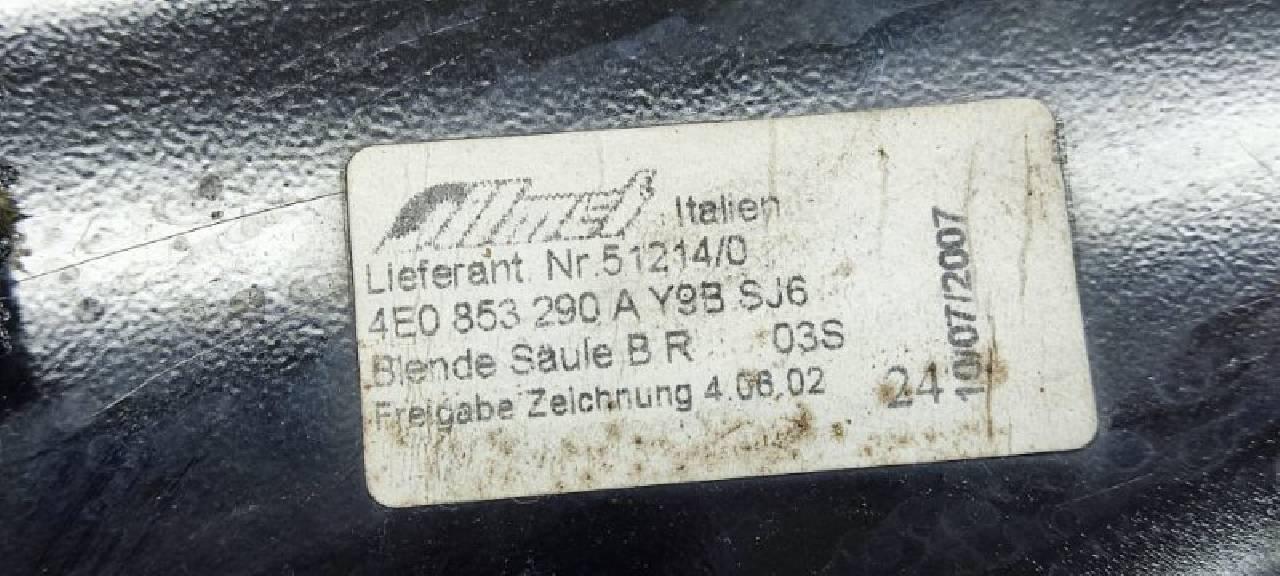 Italien
Lieferant Nr.51214/0
4E0 853 290 A Y9B SJ6
Blende Säule B R 03S
Freigabe Zeichnung 4.06.02
24
10/07/2007